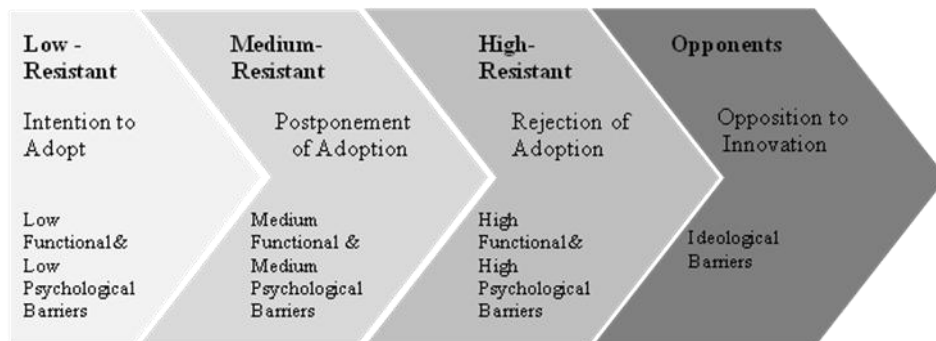 Low -
Resistant
Intention to
Adopt
Low
Functional &
Low
Psychological
Barriers
Medium-
Resistant
Postponement
of Adoption
Medium
Functional &
Medium
Psychological
Barriers
High-
Resistant
Rejection of
Adoption
High
Functional &
High
Psychological
Barriers
Opponents
Opposition to
Innovation
Ideological
Barriers